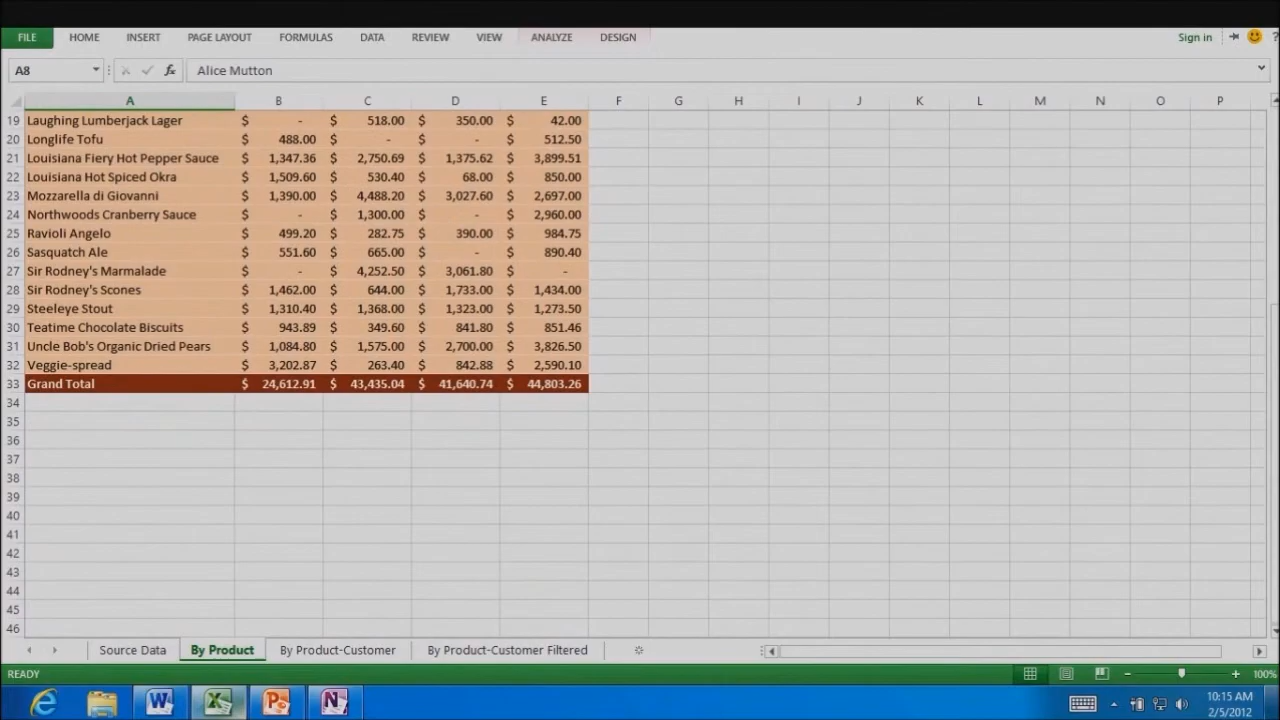 FILE HOME INSERT PAGE LAYOUT FORMULAS DATA REVIEW VIEW ANALYZE DESIGN Sign in ?
A8 fx Alice Mutton
A B C D E F G H I J K L M N O P
19 Laughing Lumberjack Lager $ - $ 518.00 $ 350.00 $ 42.00
20 Longlife Tofu $ 488.00 $ - $ - $ 512.50
21 Louisiana Fiery Hot Pepper Sauce $ 1,347.36 $ 2,750.69 $ 1,375.62 $ 3,899.51
22 Louisiana Hot Spiced Okra $ 1,509.60 $ 530.40 $ 68.00 $ 850.00
23 Mozzarella di Giovanni $ 1,390.00 $ 4,488.20 $ 3,027.60 $ 2,697.00
24 Northwoods Cranberry Sauce $ - $ 1,300.00 $ - $ 2,960.00
25 Ravioli Angelo $ 499.20 $ 282.75 $ 390.00 $ 984.75
26 Sasquatch Ale $ 551.60 $ 665.00 $ - $ 890.40
27 Sir Rodney's Marmalade $ - $ 4,252.50 $ 3,061.80 $ -
28 Sir Rodney's Scones $ 1,462.00 $ 644.00 $ 1,733.00 $ 1,434.00
29 Steeleye Stout $ 1,310.40 $ 1,368.00 $ 1,323.00 $ 1,273.50
30 Teatime Chocolate Biscuits $ 943.89 $ 349.60 $ 841.80 $ 851.46
31 Uncle Bob's Organic Dried Pears $ 1,084.80 $ 1,575.00 $ 2,700.00 $ 3,826.50
32 Veggie-spread $ 3,202.87 $ 263.40 $ 842.88 $ 2,590.10
33 Grand Total $ 24,612.91 $ 43,435.04 $ 41,640.74 $ 44,803.26
34
35
36
37
38
39
40
41
42
43
44
45
46
Source Data By Product By Product-Customer By Product-Customer Filtered
READY 100%
10:15 AM
2/5/2012